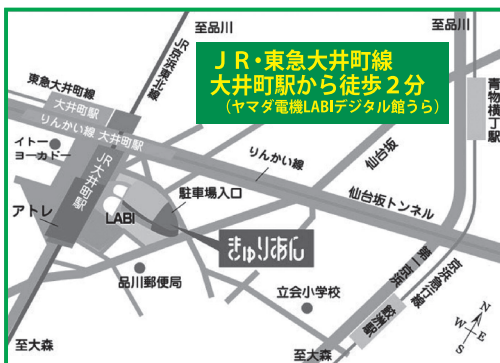 至品川
至品川
JR京浜東北線
JR・東急大井町線
大井町駅から徒歩2分
（ヤマダ電機LABIデジタル館うら）
東急大井町線
大井町駅
りんかい線 大井町駅
青物横丁駅
イトー
ヨーカドー
JR大井町駅
りんかい線
仙台坂
駐車場入口
仙台坂トンネル
アトレ
LABI
きゅりあん
品川郵便局
第一京浜
京浜急行線
立会小学校
鮫洲駅
至大森
至大森
N
E
W
S